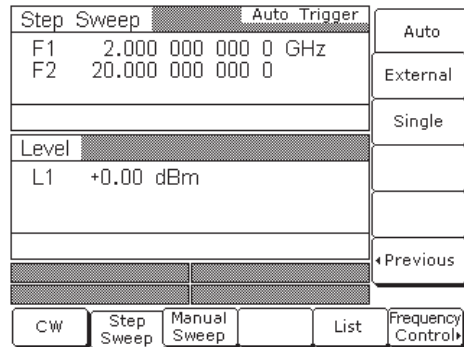 Step Sweep Auto Trigger
F1 2.000 000 000 0 GHz
F2 20.000 000 000 0
Level
L1 +0.00 dBm
Auto
External
Single
◂Previous
CW
Step Sweep
Manual Sweep
List
Frequency Control▸